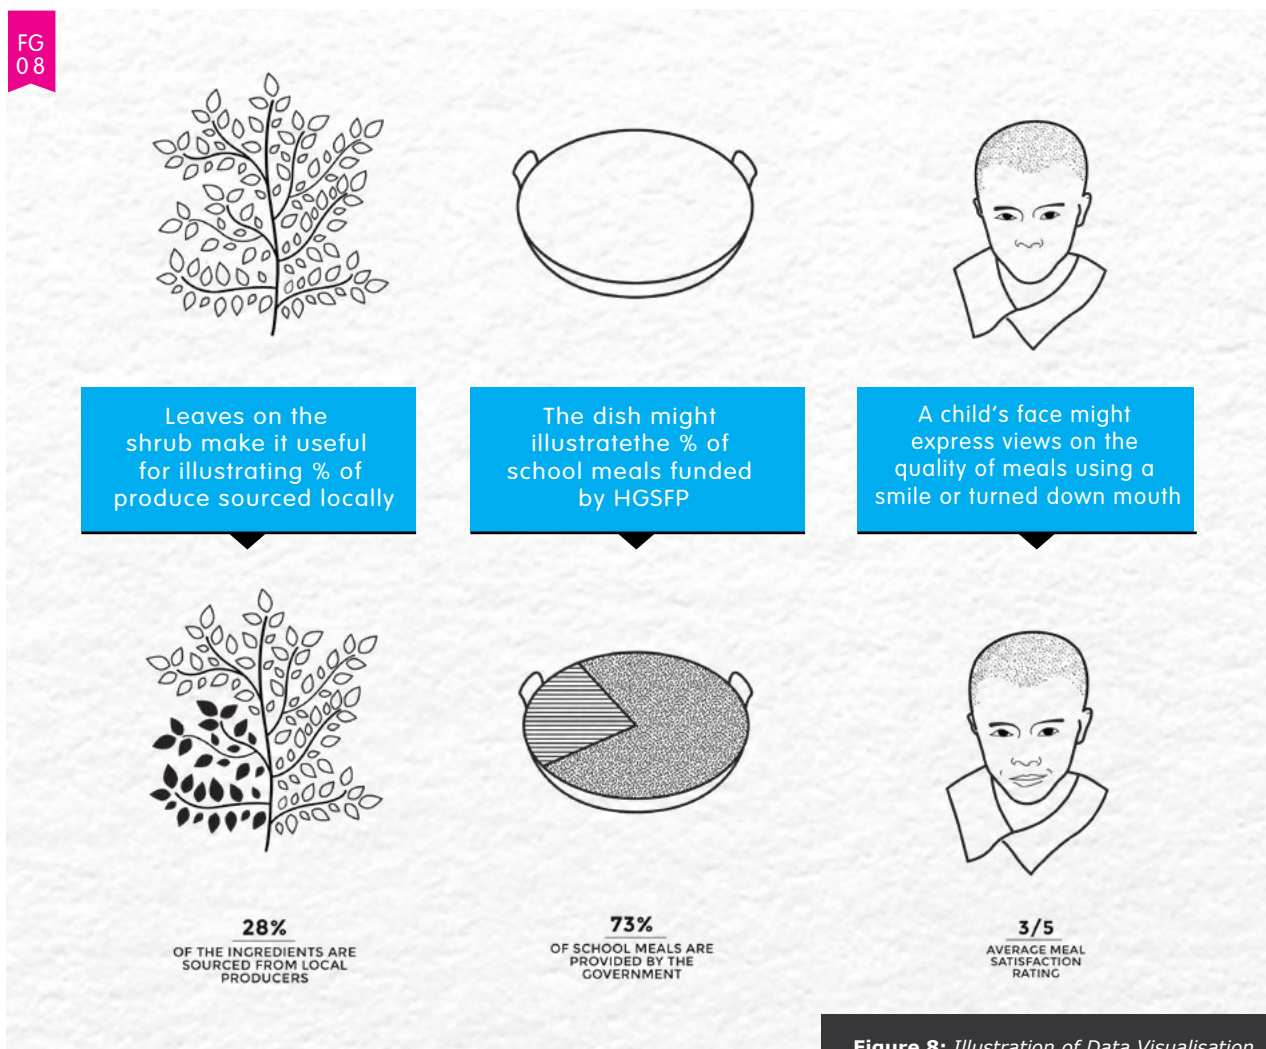 FG
08
Leaves on the
shrub make it useful
for illustrating % of
produce sourced locally
The dish might
illustratethe % of
school meals funded
by HGSFP
A child's face might
express views on the
quality of meals using a
smile or turned down mouth
28%
OF THE INGREDIENTS ARE
SOURCED FROM LOCAL
PRODUCERS
73%
OF SCHOOL MEALS ARE
PROVIDED BY THE
GOVERNMENT
3/5
AVERAGE MEAL
SATISFACTION
RATING
Figure 8: Illustration of Data Visualisation